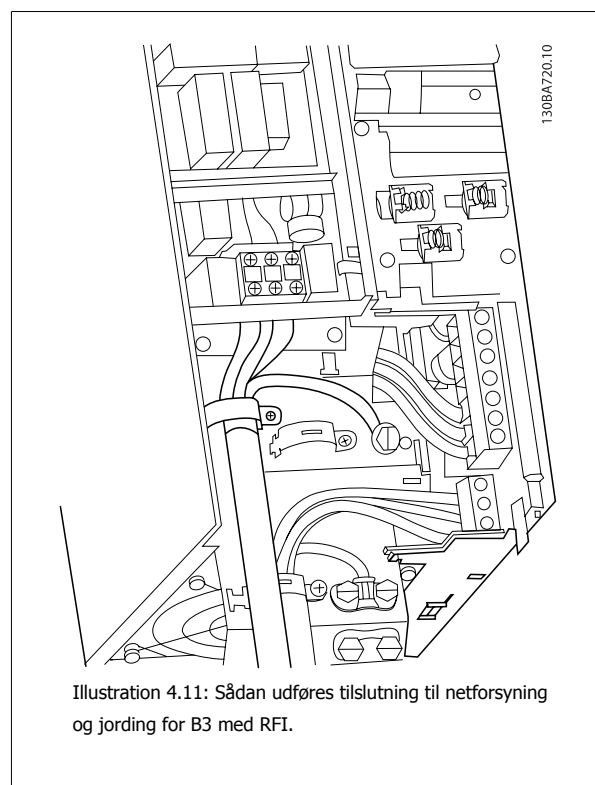 130BA720.10
Illustration 4.11: Sådan udføres tilslutning til netforsyning
og jording for B3 med RFI.